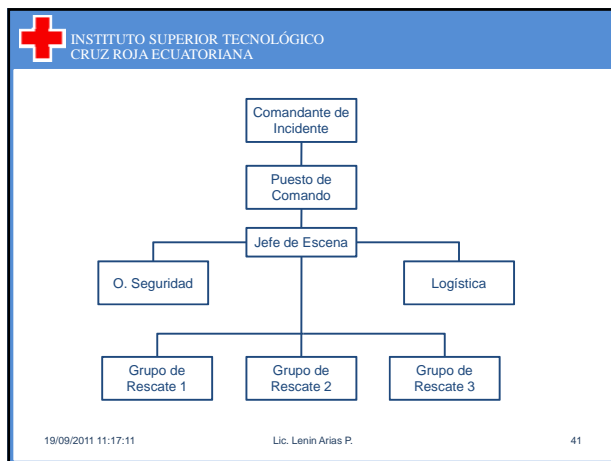 INSTITUTO SUPERIOR TECNOLÓGICO
CRUZ ROJA ECUATORIANA
Comandante de
Incidente
Puesto de
Comando
Jefe de Escena
O. Seguridad
Logística
Grupo de
Rescate 1
Grupo de
Rescate 2
Grupo de
Rescate 3
19/09/2011 11:17:11
Lic. Lenin Arias P.
41